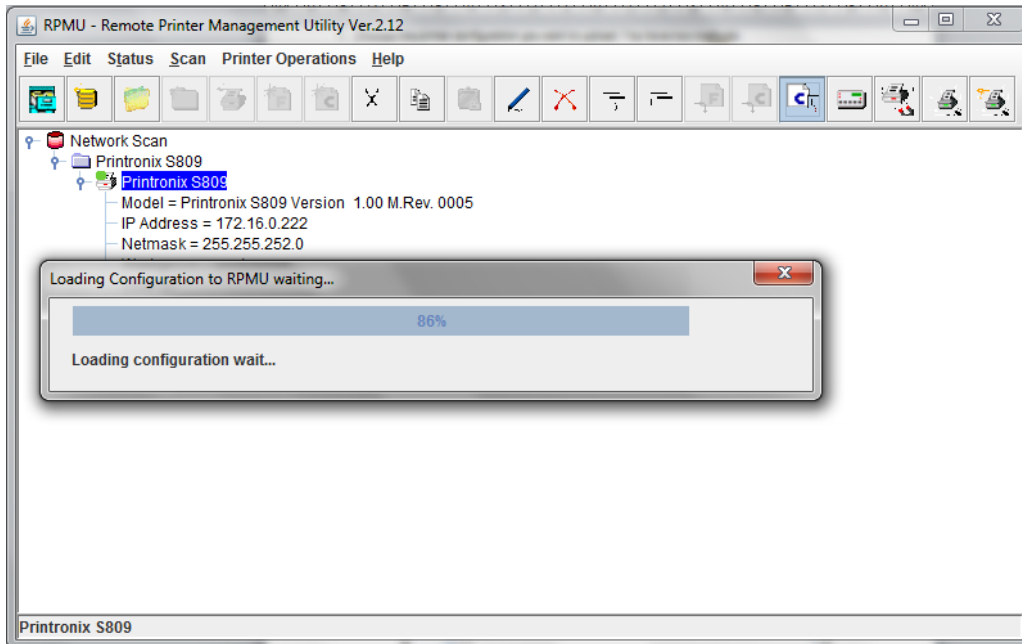 RPMU - Remote Printer Management Utility Ver.2.12
File Edit Status Scan Printer Operations Help
Network Scan
Printronix S809
Printronix S809
Model = Printronix S809 Version 1.00 M.Rev. 0005
IP Address = 172.16.0.222
Netmask = 255.255.252.0
Loading Configuration to RPMU waiting...
86%
Loading configuration wait...
Printronix S809